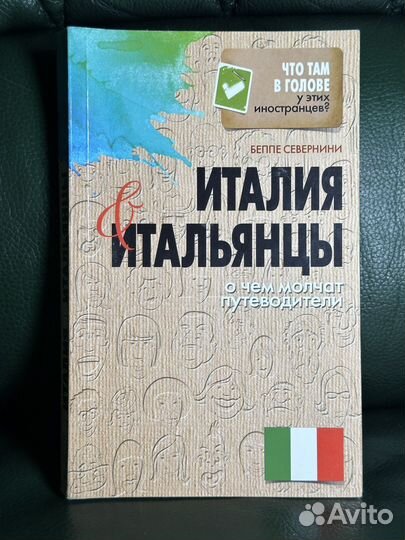 ЧТО ТАМ
В ГОЛОВЕ
у этих
иностранцев?
БЕППЕ СЕВЕРНИНИ
ИТАЛИЯ
&
ИТАЛЬЯНЦЫ
о чем молчат
путеводители
Avito